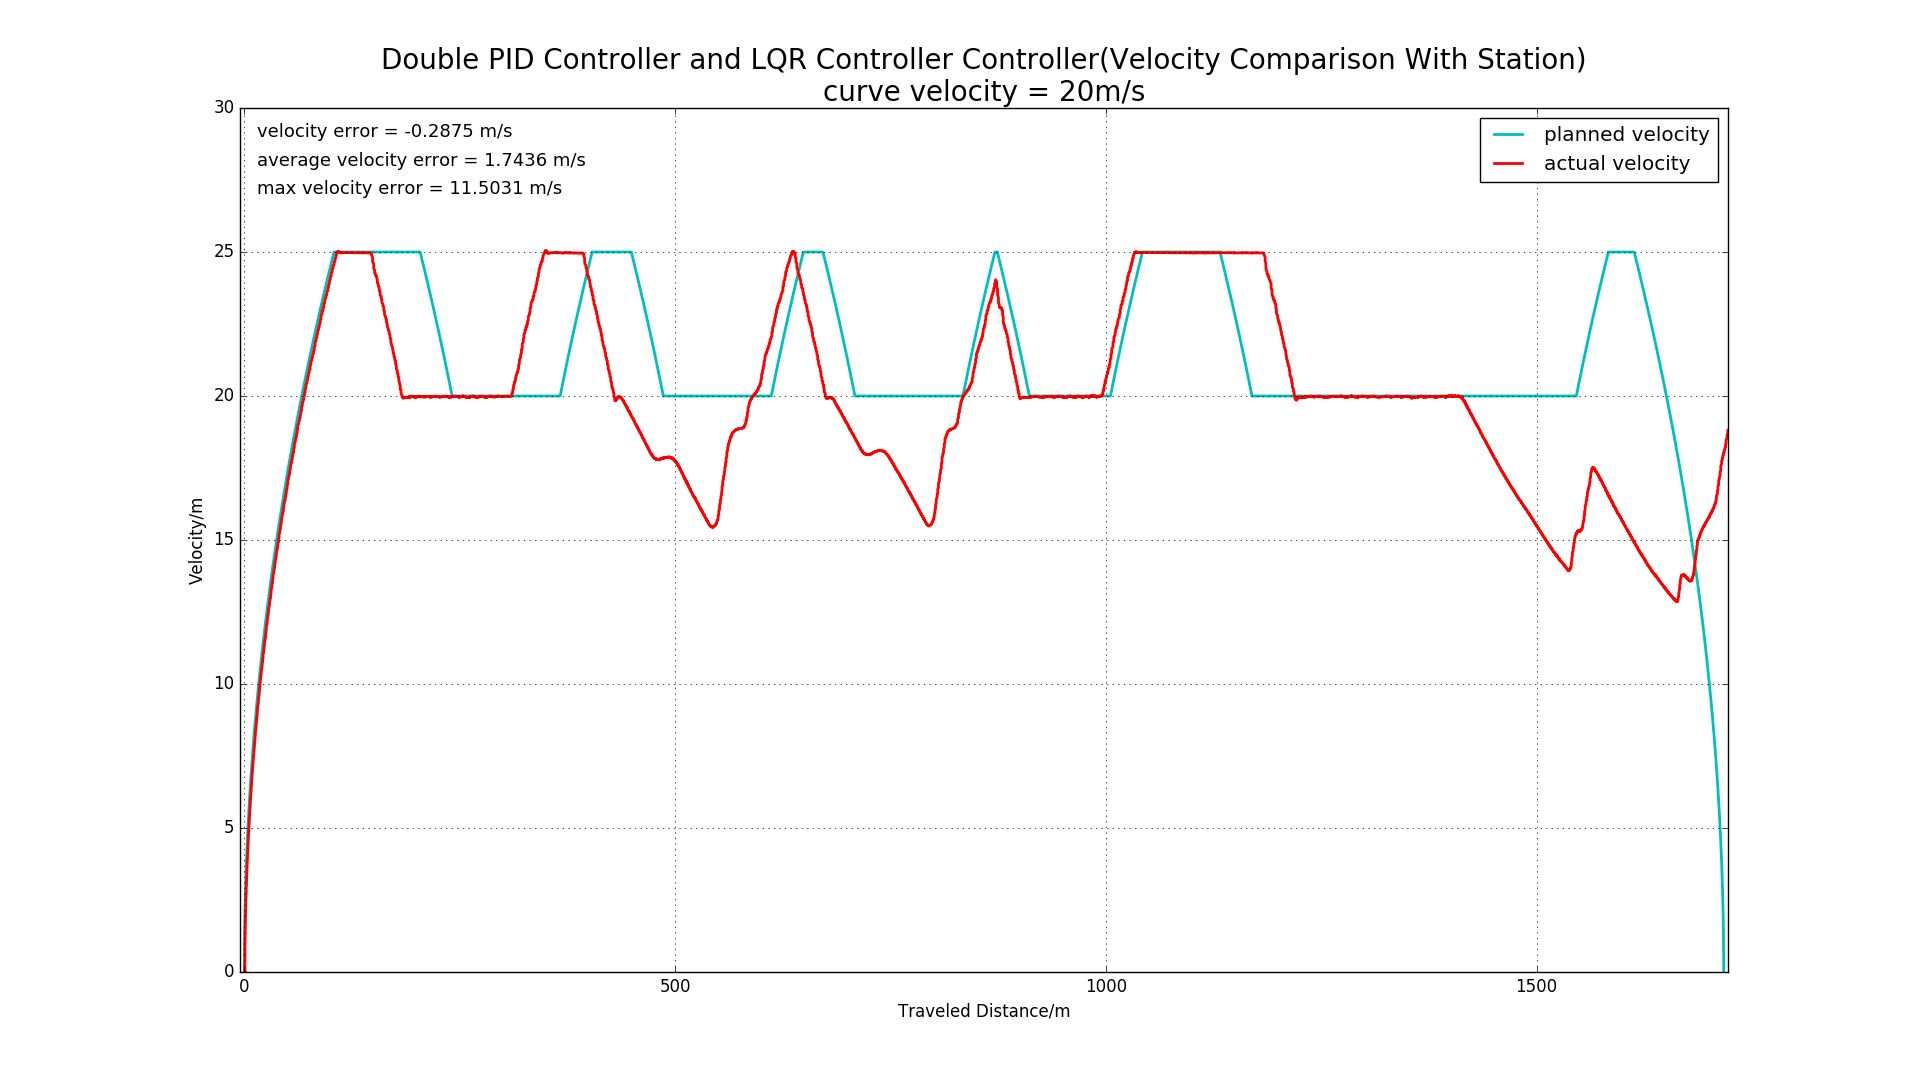 Double PID Controller and LQR Controller Controller(Velocity Comparison With Station)
curve velocity = 20m/s
velocity error = -0.2875 m/s
average velocity error = 1.7436 m/s
max velocity error = 11.5031 m/s
planned velocity
actual velocity
30
25
20
15
10
5
0
Velocity/m
0
500
1000
1500
Traveled Distance/m